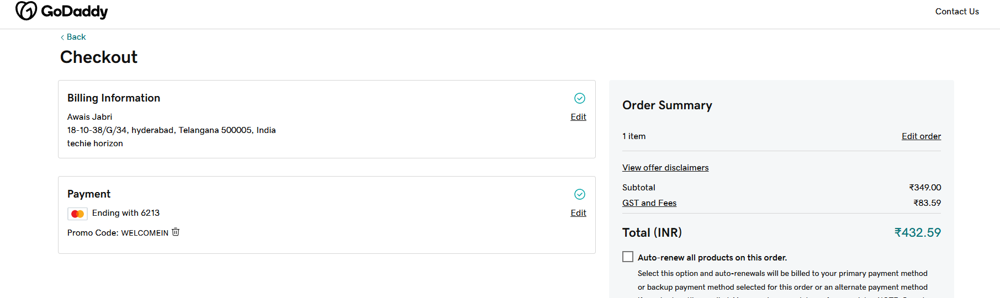 GoDaddy
Contact Us
Back
Checkout
Billing Information
Awais Jabri
Edit
18-10-38/G/34, hyderabad, Telangana 500005, India
techie horizon
Payment
Ending with 6213
Edit
Promo Code: WELCOMEIN
Order Summary
1 item
Edit order
View offer disclaimers
Subtotal
₹349.00
GST and Fees
₹83.59
Total (INR)
₹432.59
Auto-renew all products on this order.
Select this option and auto-renewals will be billed to your primary payment method
or backup payment method selected for this order or an alternate payment method